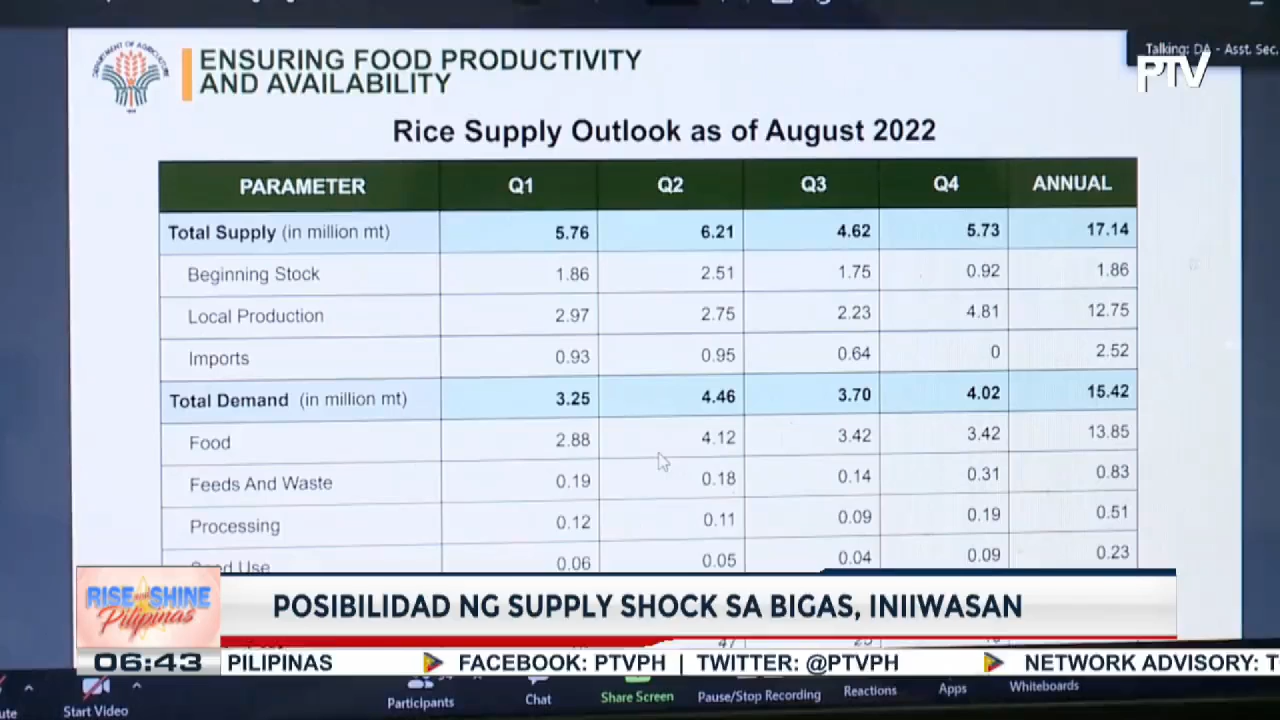 Talking: DA - Asst. Sec.
PTV
DEPARTMENT OF AGRICULTURE
ENSURING FOOD PRODUCTIVITY
AND AVAILABILITY
Rice Supply Outlook as of August 2022
PARAMETER Q1 Q2 Q3 Q4 ANNUAL
Total Supply (in million mt) 5.76 6.21 4.62 5.73 17.14
Beginning Stock 1.86 2.51 1.75 0.92 1.86
Local Production 2.97 2.75 2.23 4.81 12.75
Imports 0.93 0.95 0.64 0 2.52
Total Demand (in million mt) 3.25 4.46 3.70 4.02 15.42
Food 2.88 4.12 3.42 3.42 13.85
Feeds And Waste 0.19 0.18 0.14 0.31 0.83
Processing 0.12 0.11 0.09 0.19 0.51
Use 0.06 0.05 0.04 0.09 0.23
RISE AND SHINE
Pilipinas
POSIBILIDAD NG SUPPLY SHOCK SA BIGAS, INIIWASAN
06:43 PILIPINAS FACEBOOK: PTVPH | TWITTER: @PTVPH NETWORK ADVISORY: T
Start Video Participants Chat Share Screen Pause/Stop Recording Reactions Apps Whiteboards